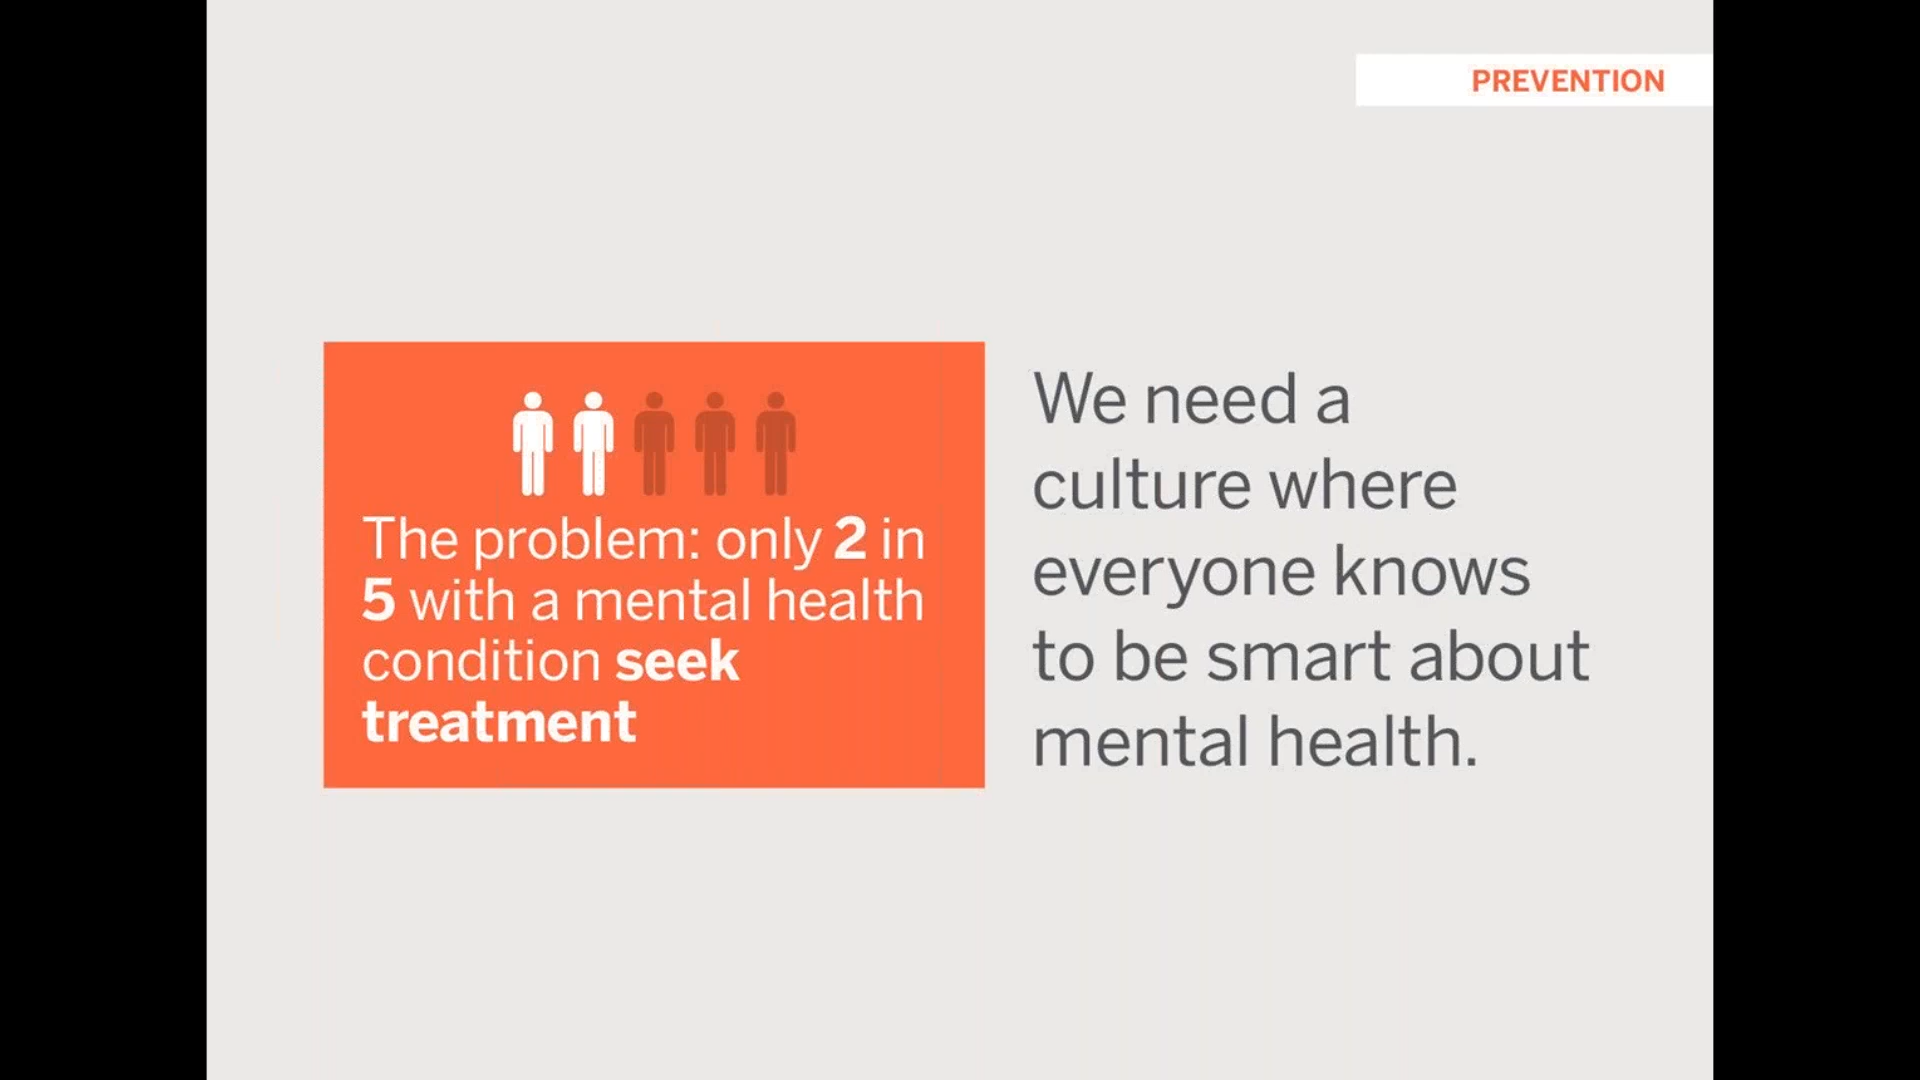 PREVENTION
The problem: only 2 in
5 with a mental health
condition seek
treatment
We need a
culture where
everyone knows
to be smart about
mental health.